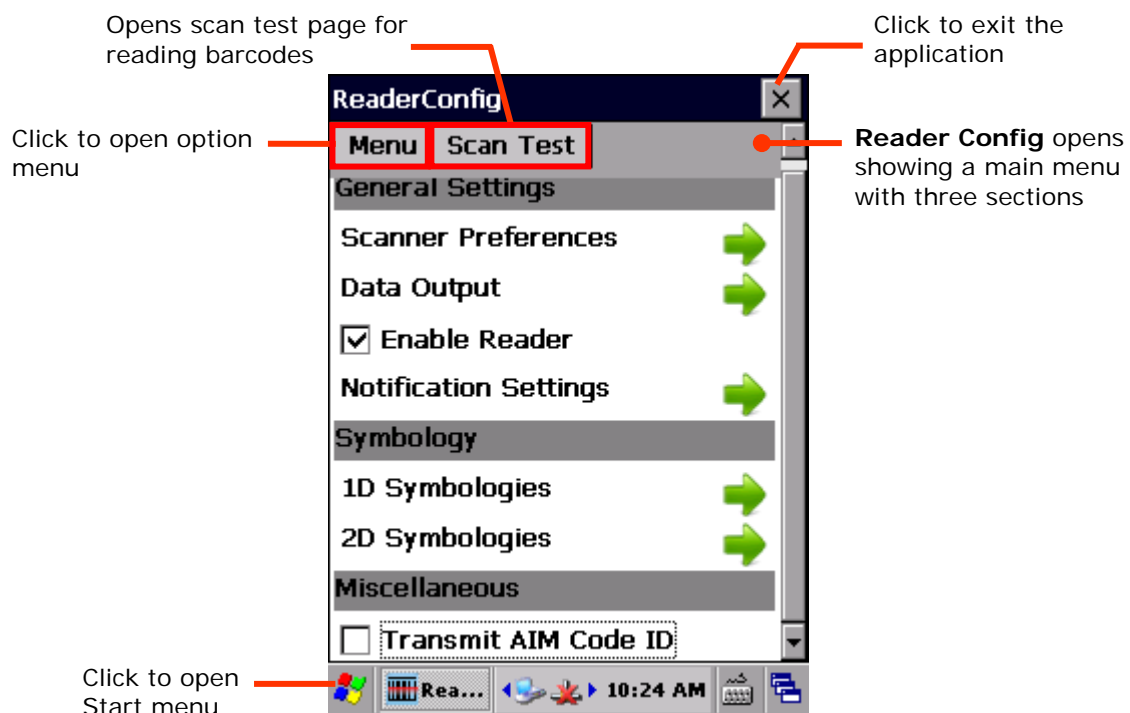 Opens scan test page for
reading barcodes
Click to exit the
application
ReaderConfig
Click to open option
menu
Menu
Scan Test
Reader Config opens
showing a main menu
with three sections
General Settings
Scanner Preferences
Data Output
Enable Reader
Notification Settings
Symbology
1D Symbologies
2D Symbologies
Miscellaneous
Transmit AIM Code ID
Click to open
Start menu
Rea...
10:24 AM